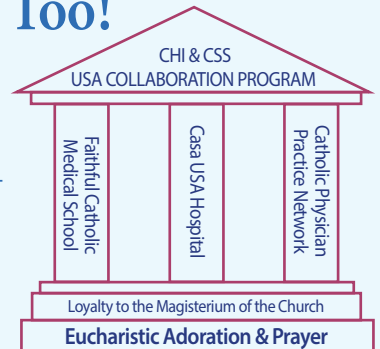 Too!
CHI & CSS
USA COLLABORATION PROGRAM
Faithful Catholic
Medical School
Casa USA Hospital
Catholic Physician
Practice Network
Loyalty to the Magisterium of the Church
Eucharistic Adoration & Prayer